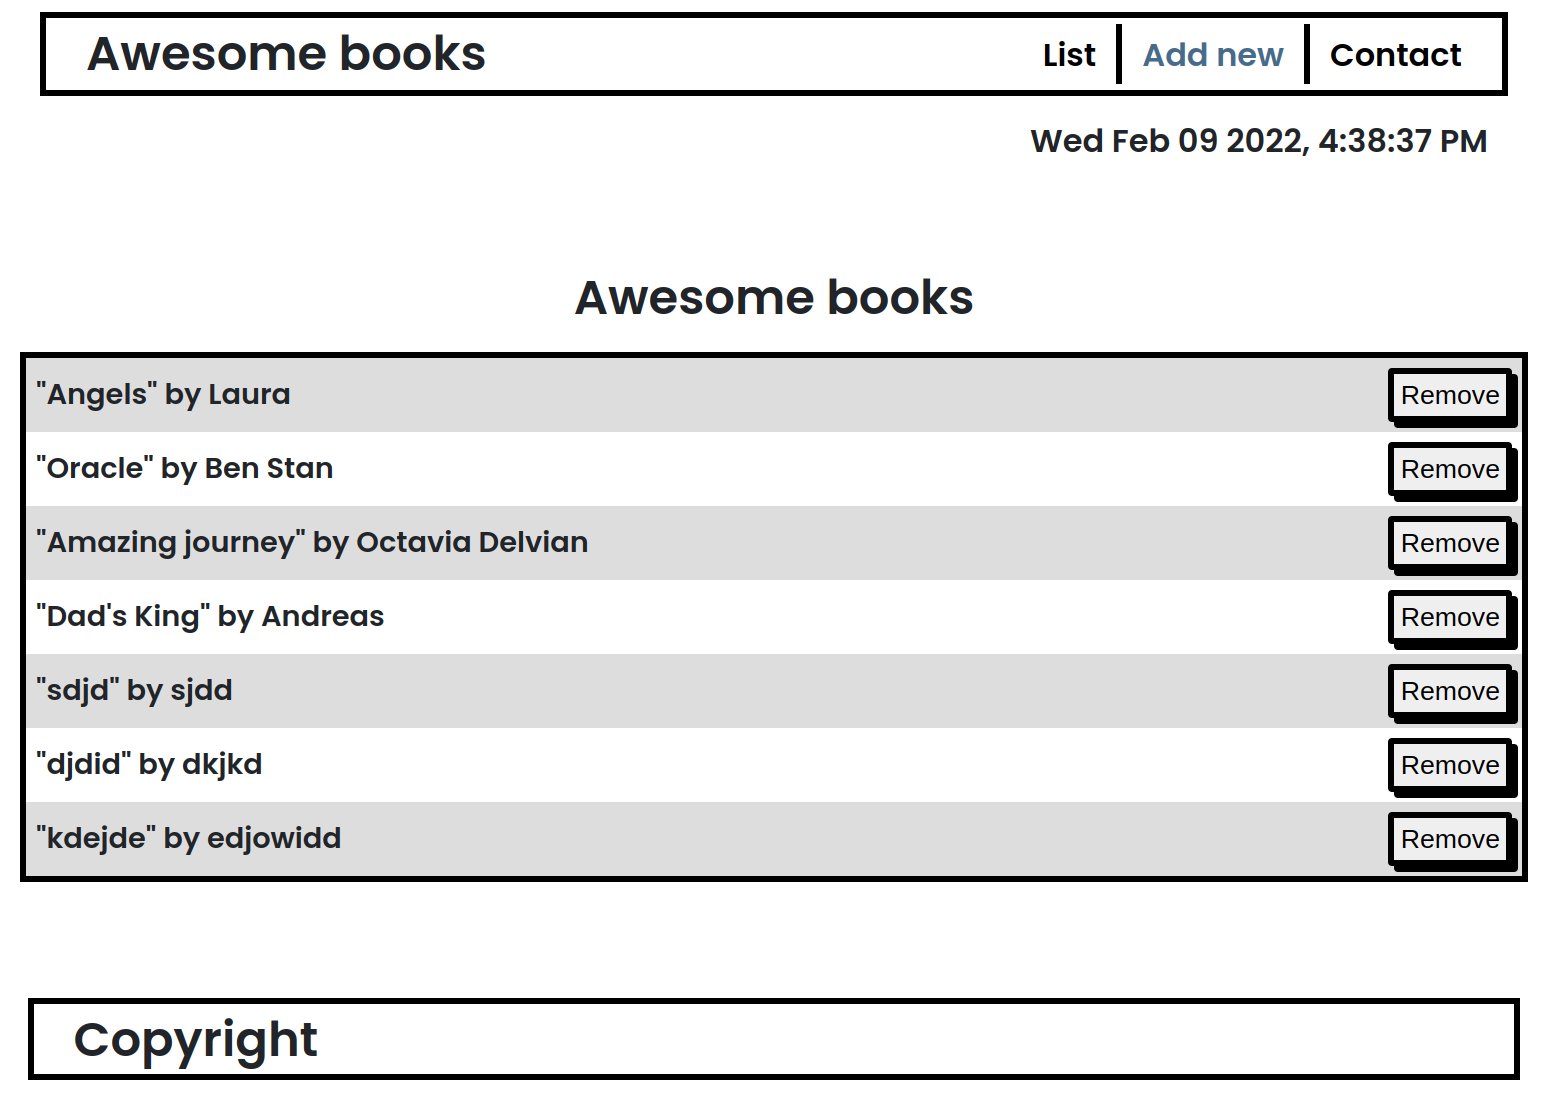 Awesome books List Add new Contact
Wed Feb 09 2022, 4:38:37 PM
Awesome books
"Angels" by Laura Remove
"Oracle" by Ben Stan Remove
"Amazing journey" by Octavia Delvian Remove
"Dad's King" by Andreas Remove
"sdjd" by sjdd Remove
"djdid" by dkjkd Remove
"kdejde" by edjowidd Remove
Copyright